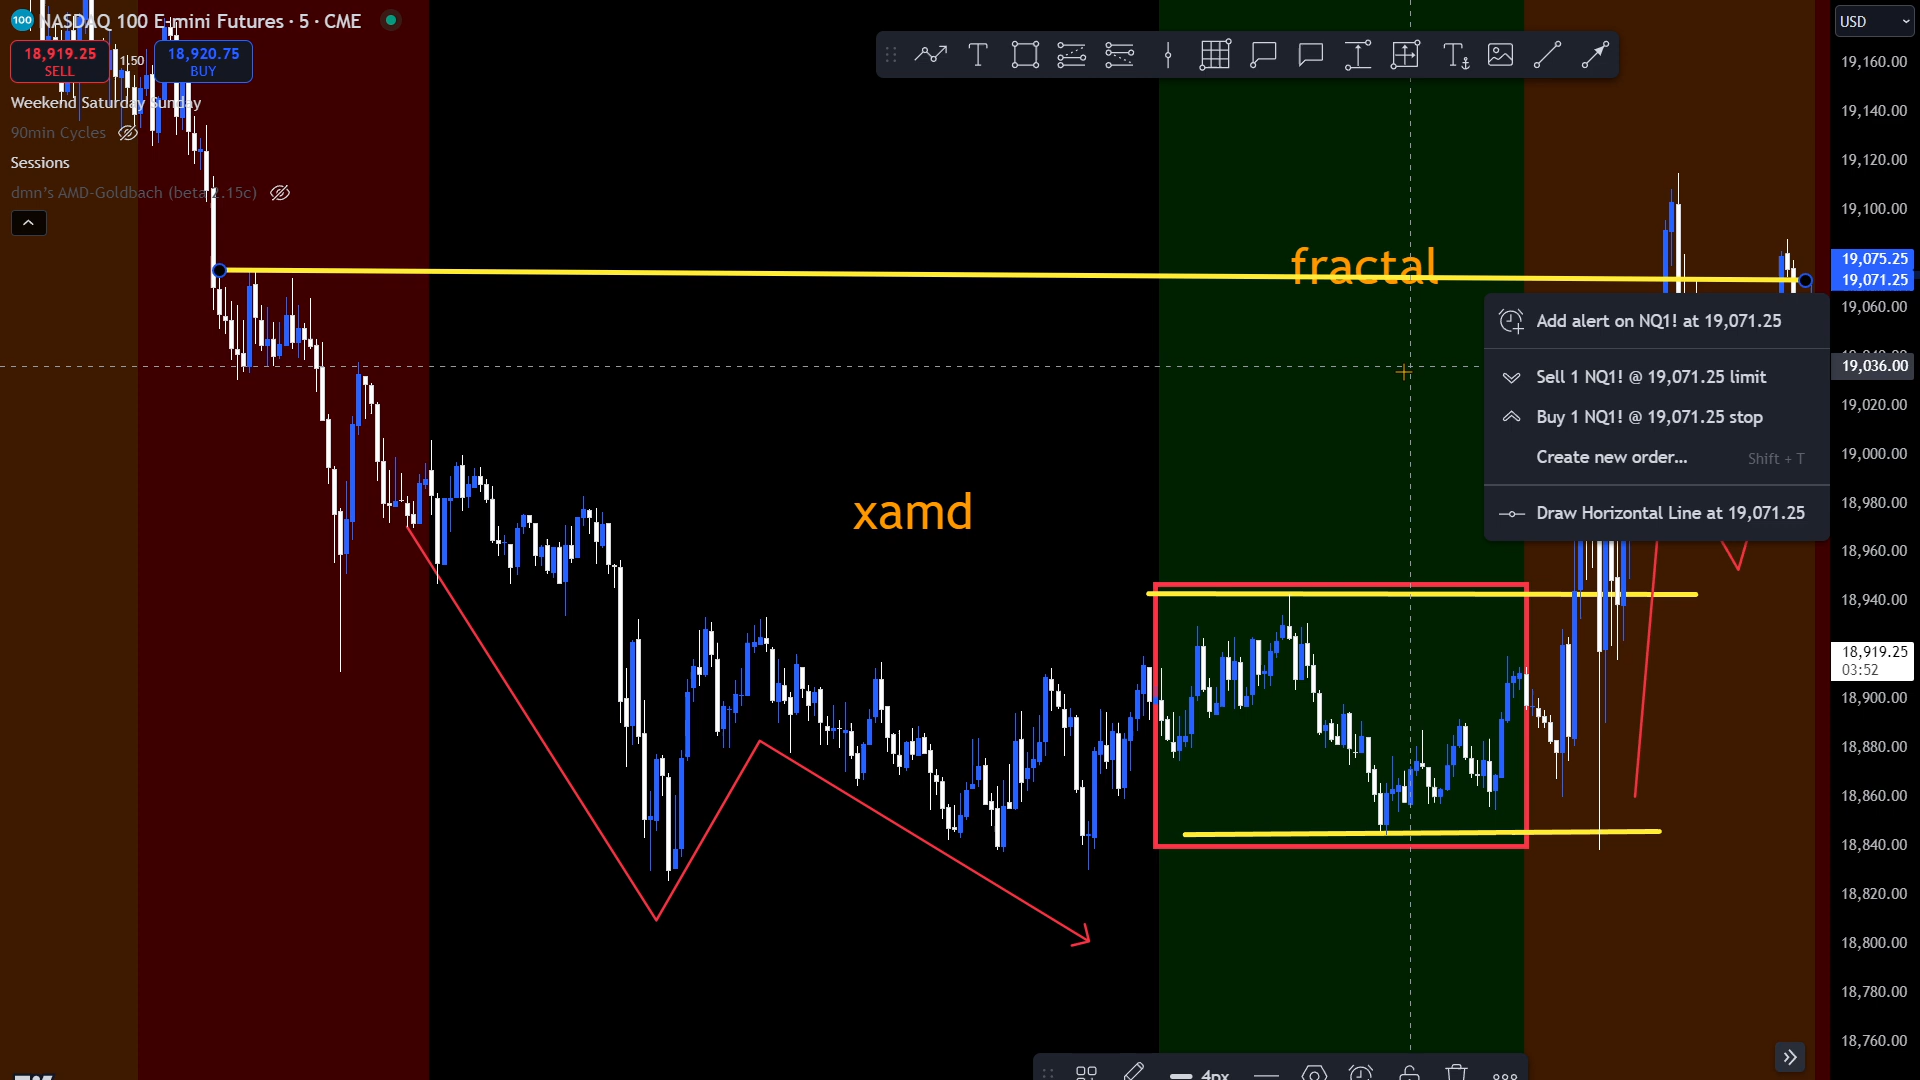 100 NASDAQ 100 E-mini Futures · 5 · CME
USD
18,919.25
SELL
1.50
18,920.75
BUY
Weekend Saturday Sunday
90min Cycles
Sessions
dmn's AMD-Goldbach (beta 2.15c)
19,160.00
19,140.00
19,120.00
19,100.00
19,075.25
19,071.25
19,060.00
19,036.00
19,020.00
19,000.00
18,980.00
18,960.00
18,940.00
18,919.25
03:52
18,900.00
18,880.00
18,860.00
18,840.00
18,820.00
18,800.00
18,780.00
18,760.00
fractal
xamd
Add alert on NQ1! at 19,071.25
Sell 1 NQ1! @ 19,071.25 limit
Buy 1 NQ1! @ 19,071.25 stop
Create new order... Shift + T
Draw Horizontal Line at 19,071.25
4px